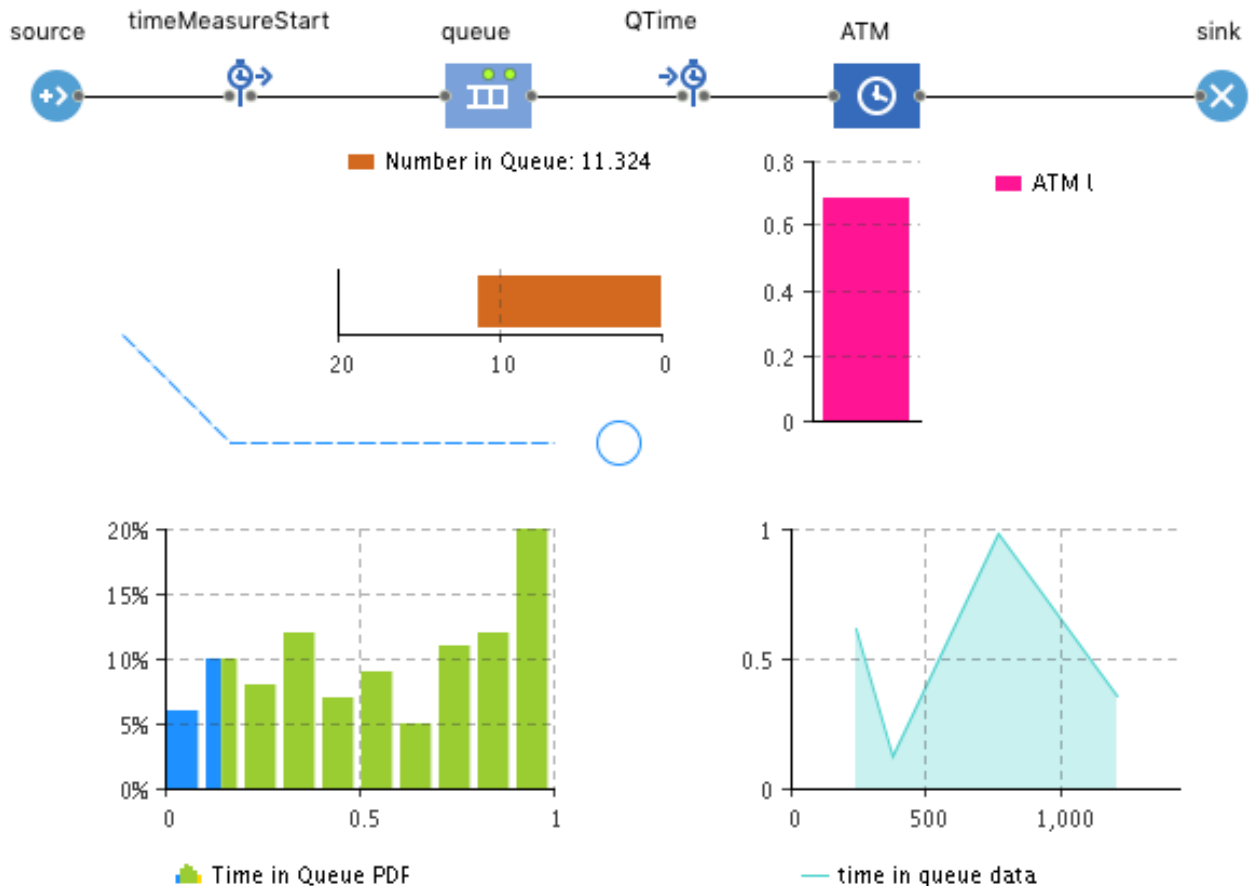 source timeMeasureStart queue QTime ATM sink
Number in Queue: 11.324
ATM
20 10 0
0.8
0.6
0.4
0.2
0
20%
15%
10%
5%
0%
0 0.5 1
Time in Queue PDF
1
0.5
0
0 500 1,000
time in queue data